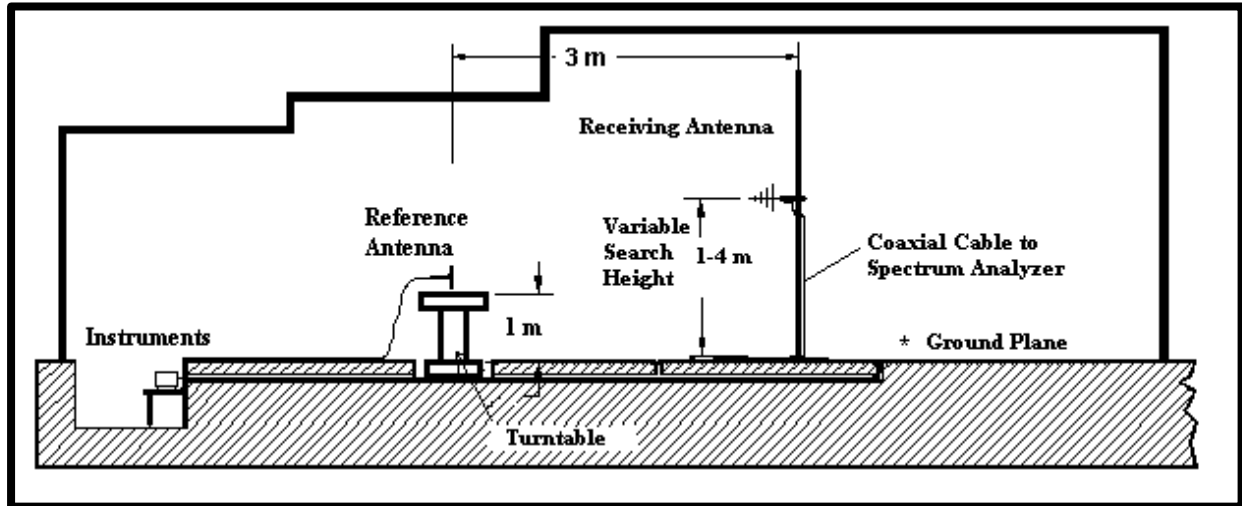 3 m
Receiving Antenna
Reference
Antenna
Variable
Search
Height
1-4 m
Coaxial Cable to
Spectrum Analyzer
1 m
Instruments
* Ground Plane
Turntable